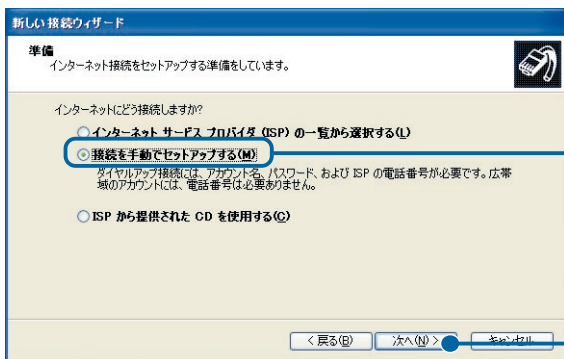 新しい接続ウィザード
準備
インターネット接続をセットアップする準備をしています。
インターネットにどう接続しますか?
インターネット サービス プロバイダ (ISP) の一覧から選択する(L)
接続を手動でセットアップする(M)
ダイヤルアップ接続には、アカウント名、パスワード、および ISP の電話番号が必要です。広帯
域のアカウントには、電話番号は必要ありません。
ISP から提供された CD を使用する(C)
< 戻る(B) 次へ(N) > キャンセル